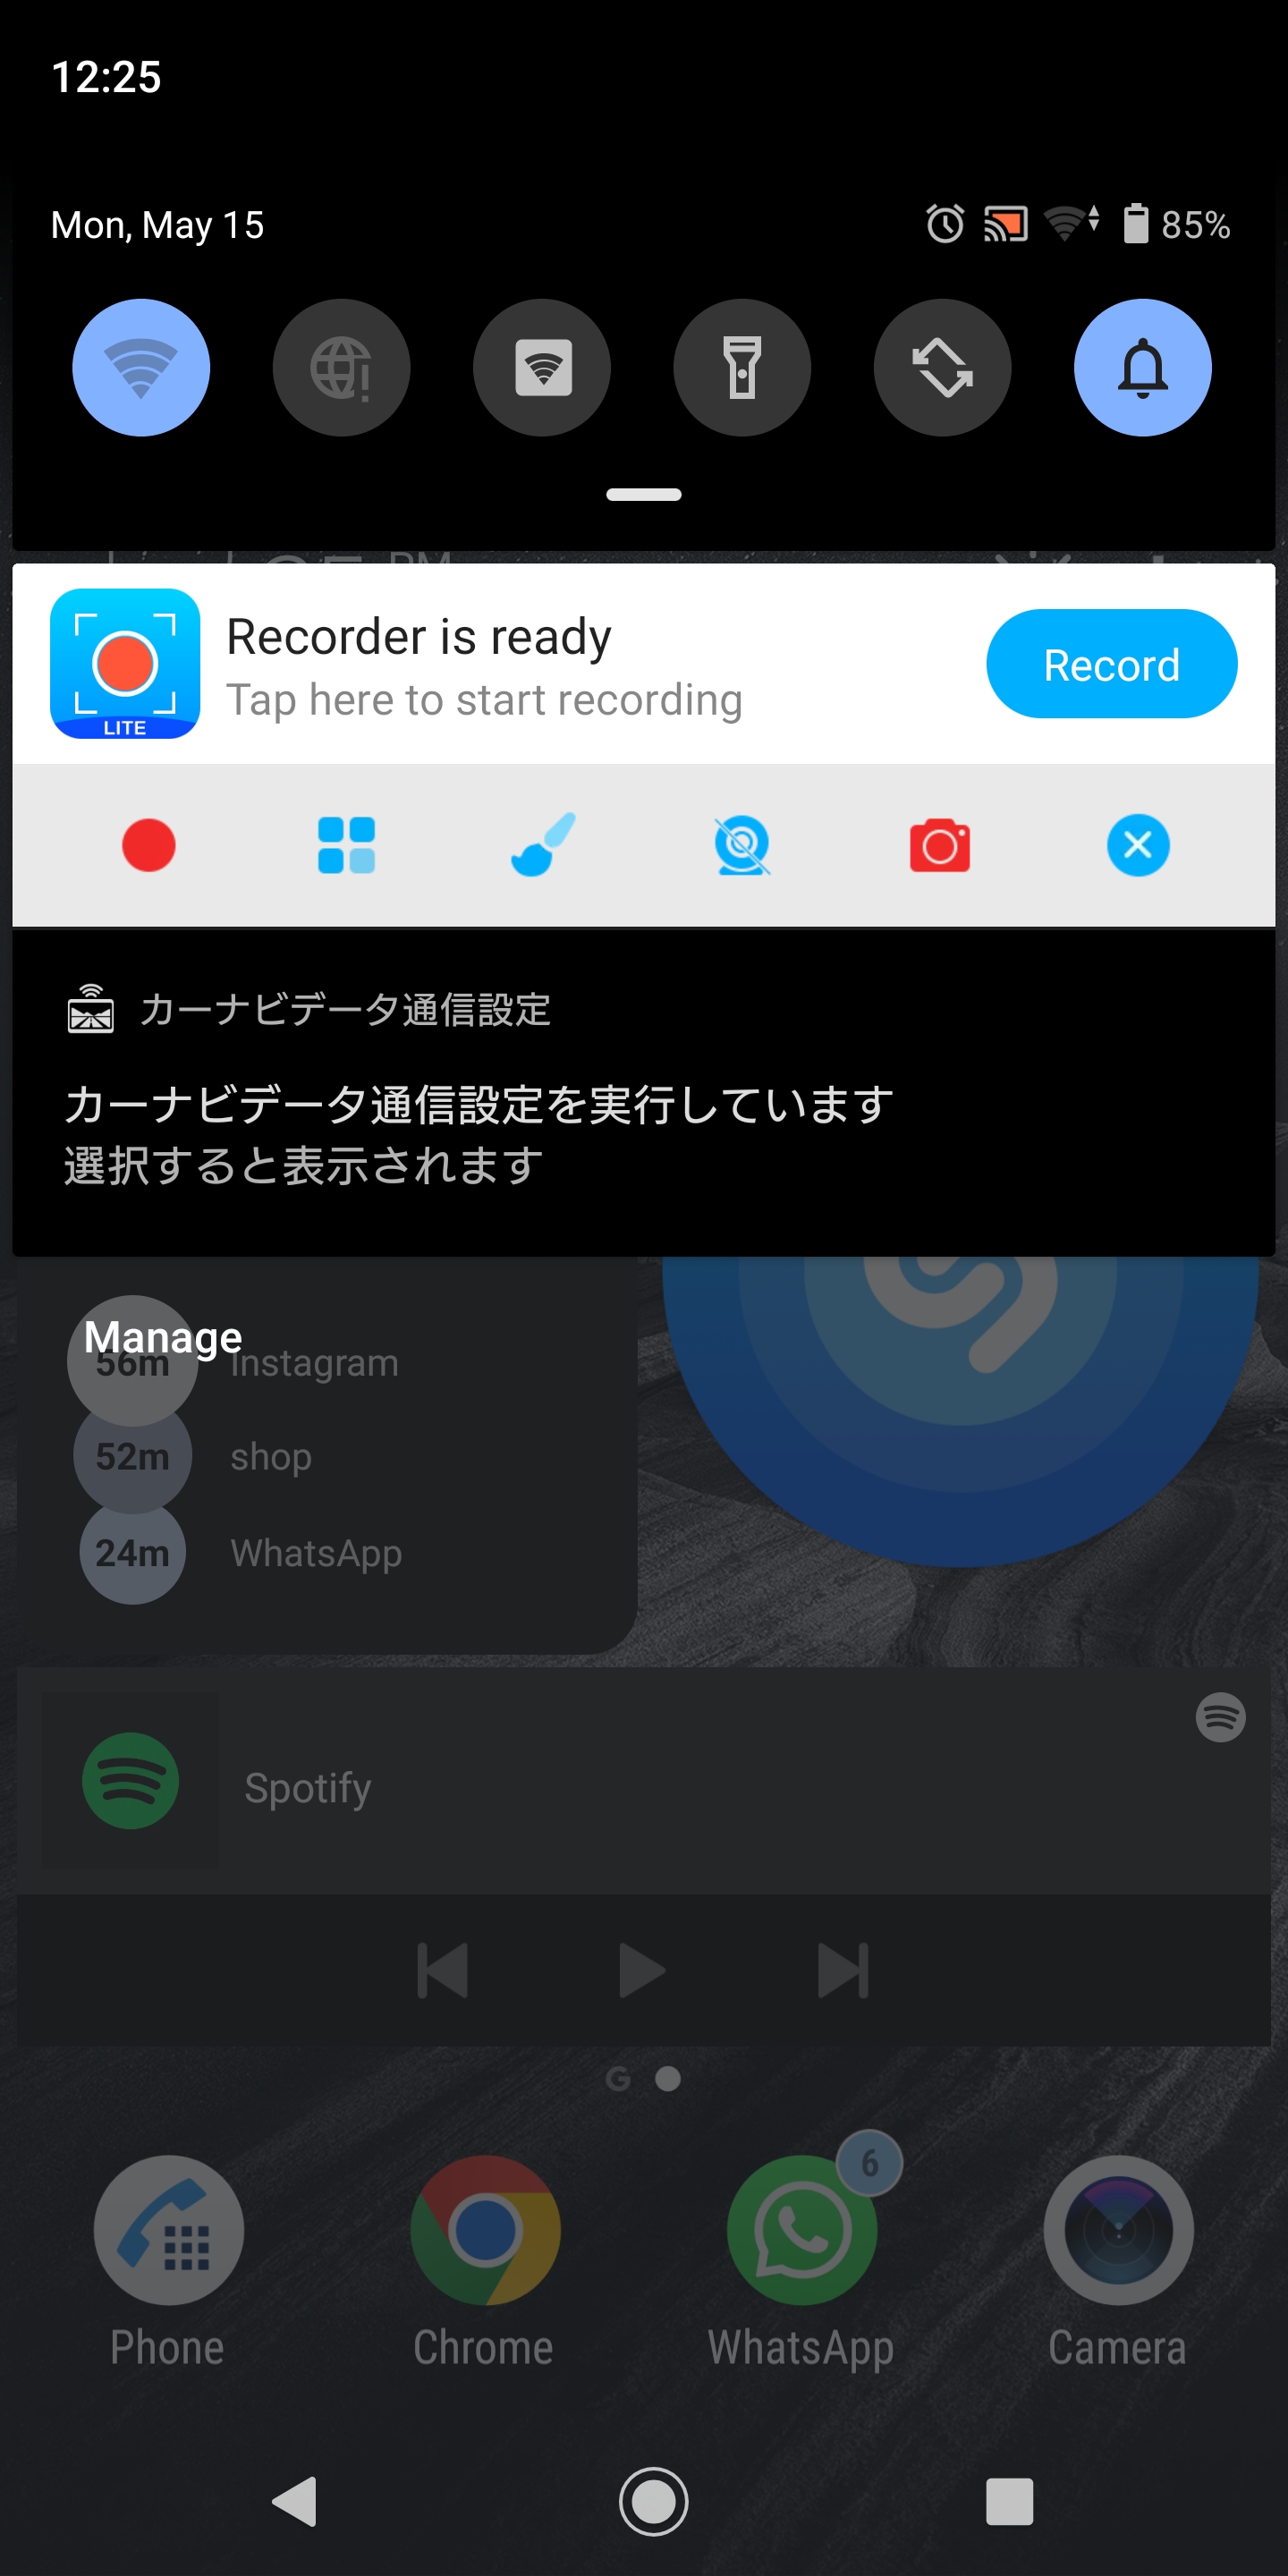 12:25
Mon, May 15
85%
Recorder is ready
Tap here to start recording
Record
LITE
カーナビデータ通信設定
カーナビデータ通信設定を実行しています
選択すると表示されます
Manage
56m Instagram
52m shop
24m WhatsApp
Spotify
G
6
Phone
Chrome
WhatsApp
Camera